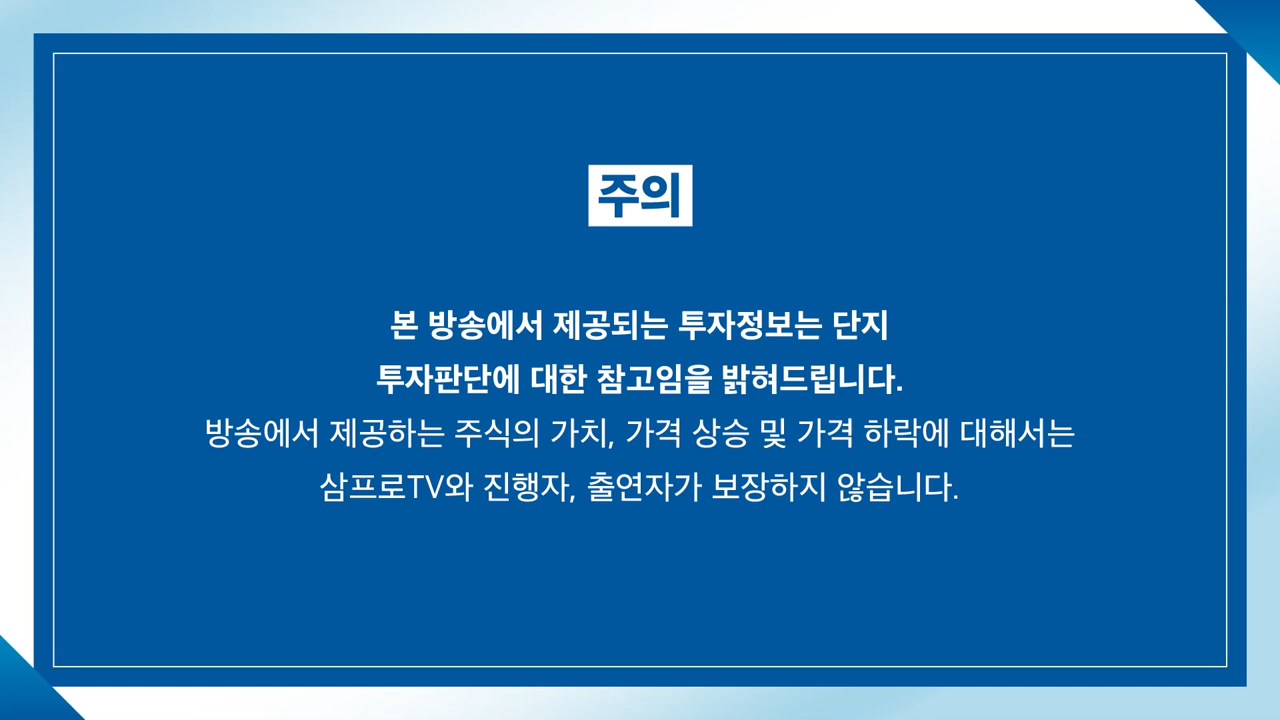 주의
본 방송에서 제공되는 투자정보는 단지
투자판단에 대한 참고임을 밝혀드립니다.
방송에서 제공하는 주식의 가치, 가격 상승 및 가격 하락에 대해서는
삼프로TV와 진행자, 출연자가 보장하지 않습니다.